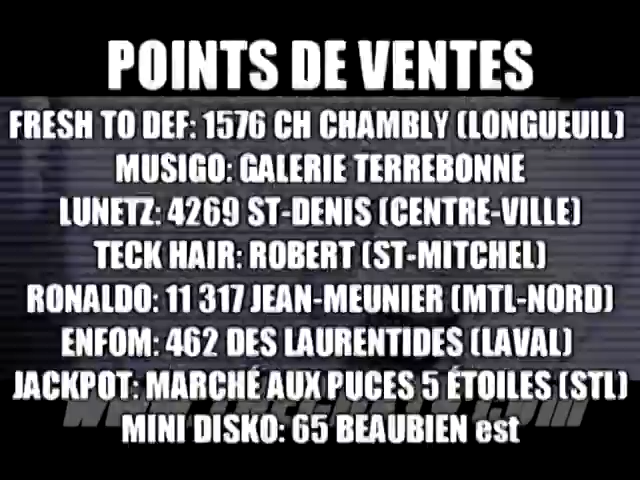 POINTS DE VENTES
FRESH TO DEF: 1576 CH CHAMBLY (LONGUEUIL)
MUSIGO: GALERIE TERREBONNE
LUNETZ: 4269 ST-DENIS (CENTRE-VILLE)
TECK HAIR: ROBERT (ST-MITCHEL)
RONALDO: 11 317 JEAN-MEUNIER (MTL-NORD)
ENFOM: 462 DES LAURENTIDES (LAVAL)
JACKPOT: MARCHÉ AUX PUCES 5 ÉTOILES (STL)
MINI DISKO: 65 BEAUBIEN est